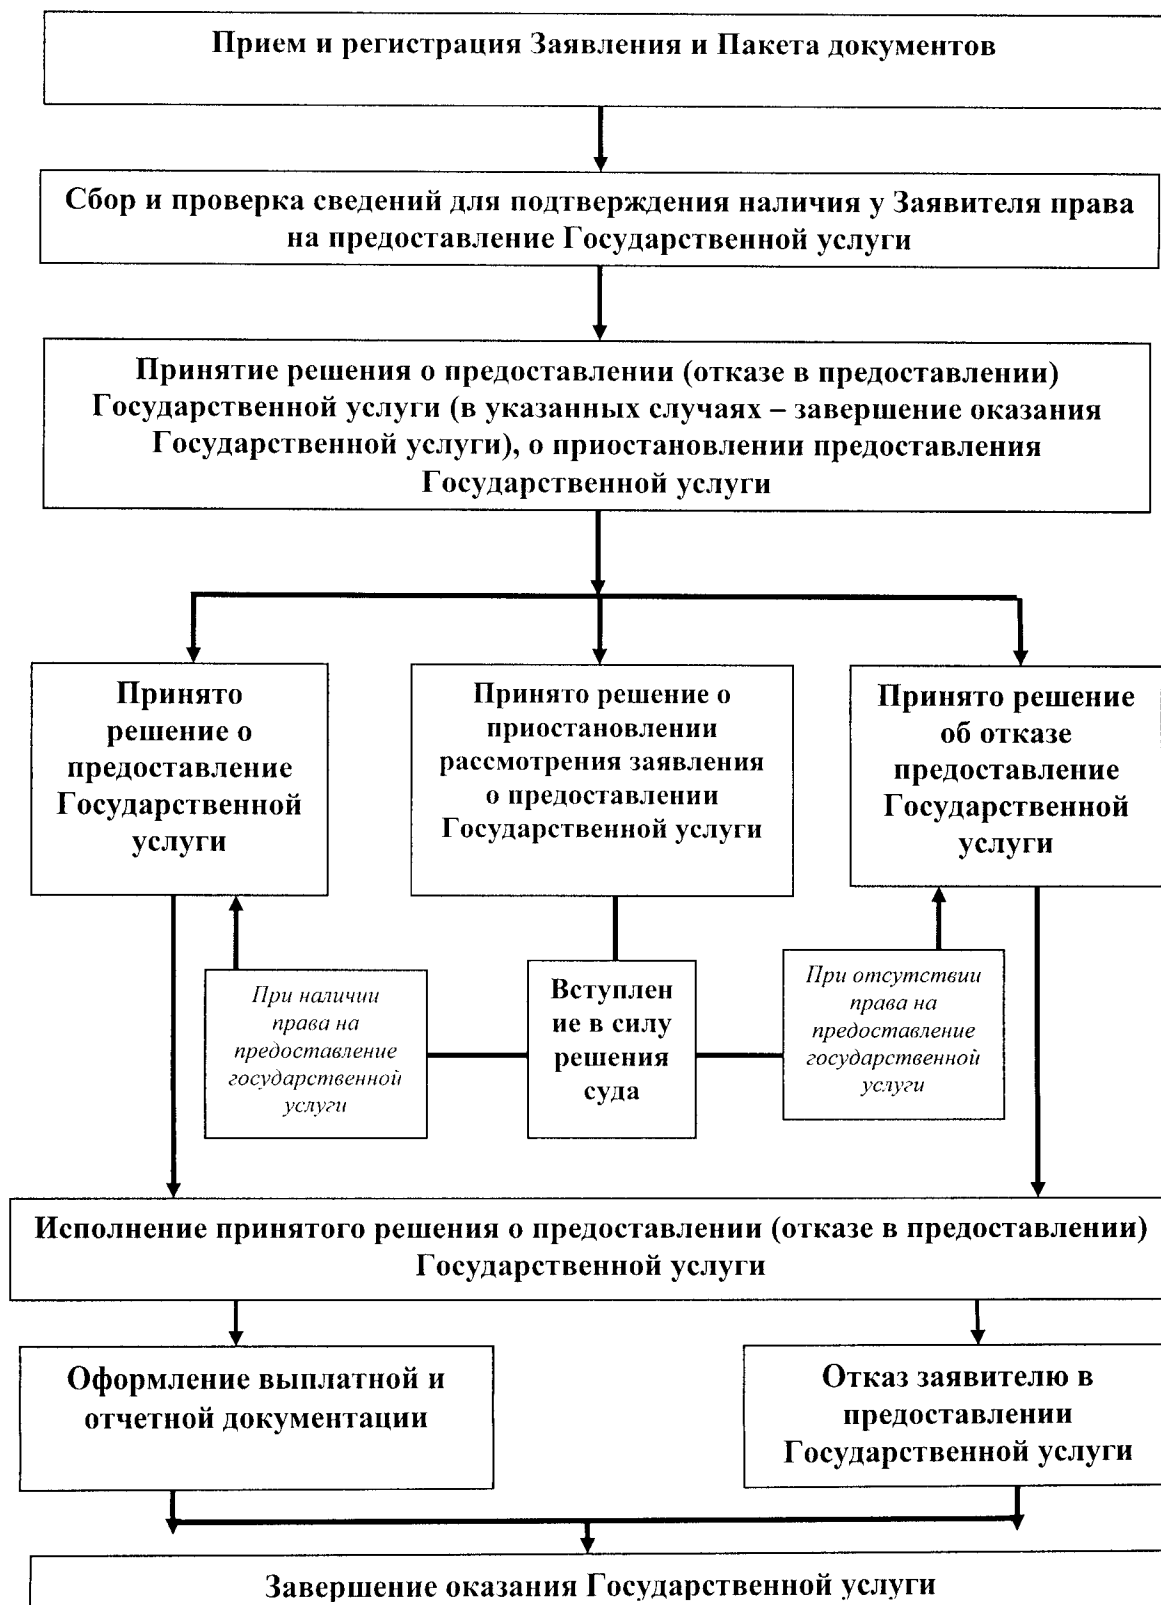 Прием и регистрация Заявления и Пакета документов
Сбор и проверка сведений для подтверждения наличия у Заявителя права
на предоставление Государственной услуги
Принятие решения о предоставлении (отказе в предоставлении)
Государственной услуги (в указанных случаях – завершение оказания
Государственной услуги), о приостановлении предоставления
Государственной услуги
Принято
решение о
предоставление
Государственной
услуги
Принято решение о
приостановлении
рассмотрения заявления
о предоставлении
Государственной услуги
Принято решение
об отказе
предоставление
Государственной
услуги
При наличии
права на
предоставление
государственной
услуги
Вступлен
ие в силу
решения
суда
При отсутствии
права на
предоставление
государственной
услуги
Исполнение принятого решения о предоставлении (отказе в предоставлении)
Государственной услуги
Оформление выплатной и
отчетной документации
Отказ заявителю в
предоставлении
Государственной услуги
Завершение оказания Государственной услуги